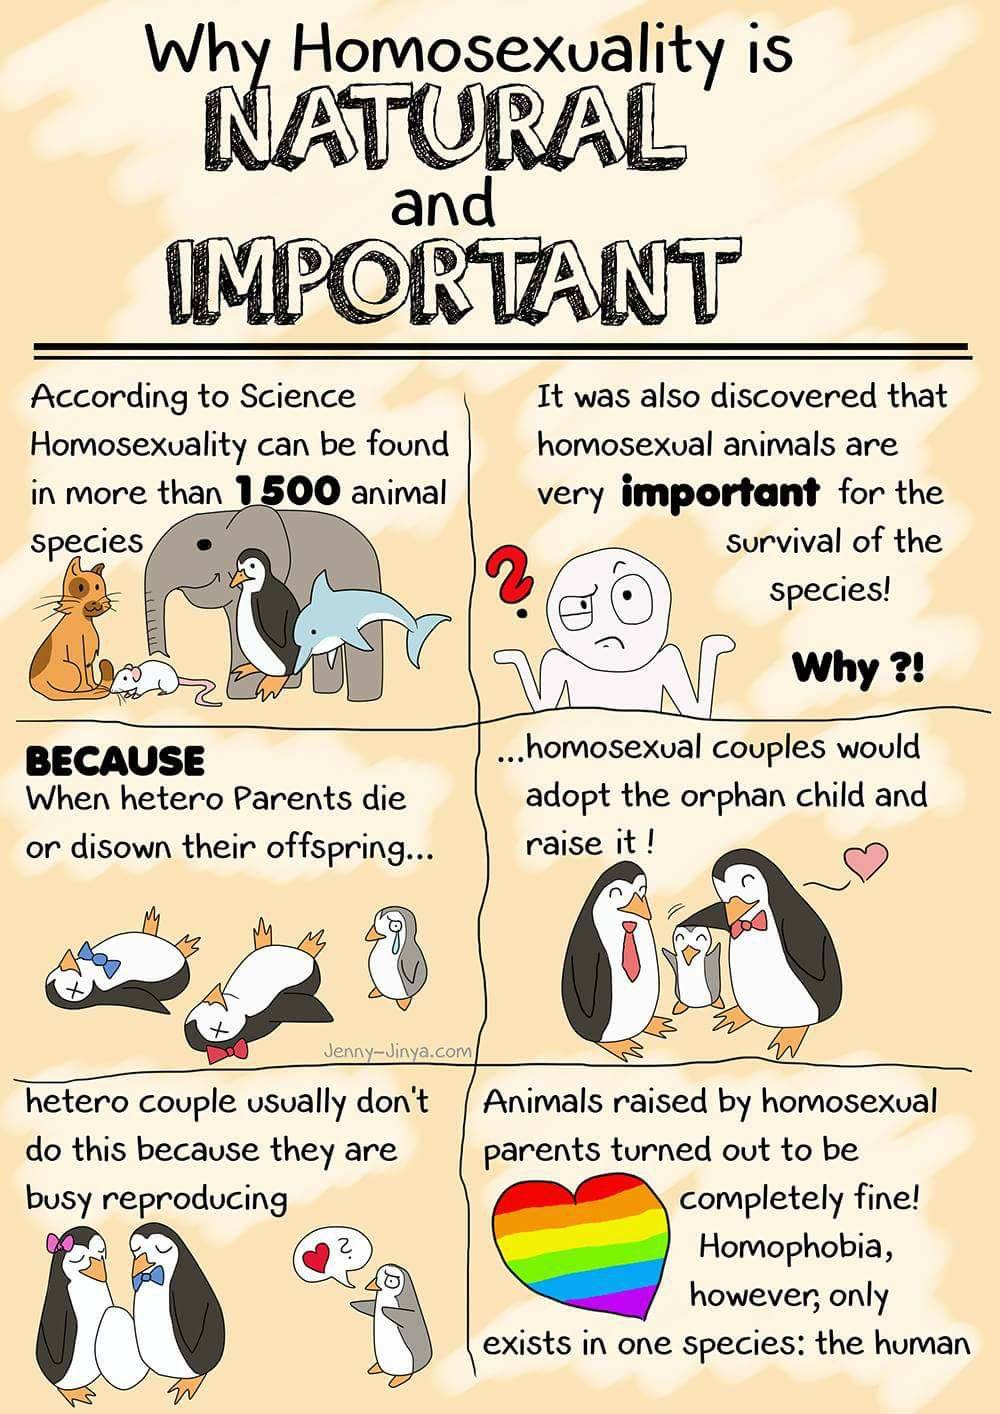 Why Homosexuality is
NATURAL
and
IMPORTANT
According to Science
Homosexuality can be found
in more than 1500 animal
species
It was also discovered that
homosexual animals are
very important for the
survival of the
species!
?
Why ?!
BECAUSE
When hetero Parents die
or disown their offspring...
Jenny-Jinya.com
...homosexual couples would
adopt the orphan child and
raise it !
hetero couple usually don't
do this because they are
busy reproducing
?
Animals raised by homosexual
parents turned out to be
completely fine!
Homophobia,
however, only
exists in one species: the human